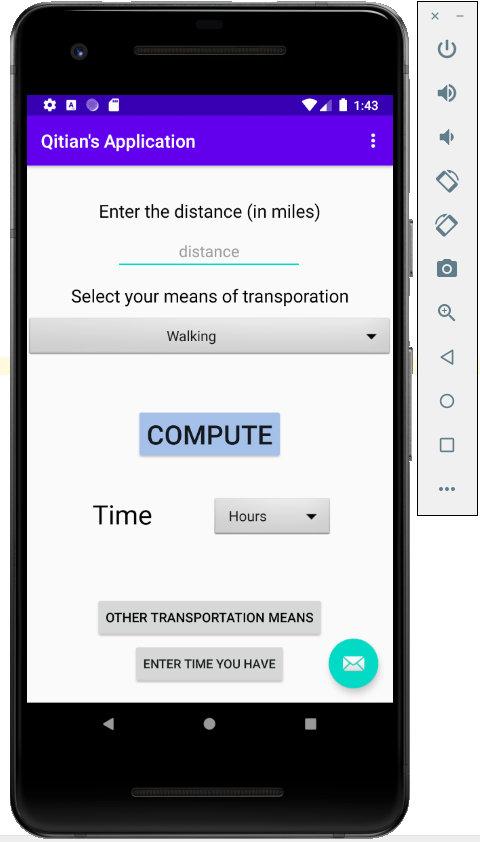 1:43
Qitian's Application
Enter the distance (in miles)
distance
Select your means of transporation
Walking
COMPUTE
Time
Hours
OTHER TRANSPORTATION MEANS
ENTER TIME YOU HAVE